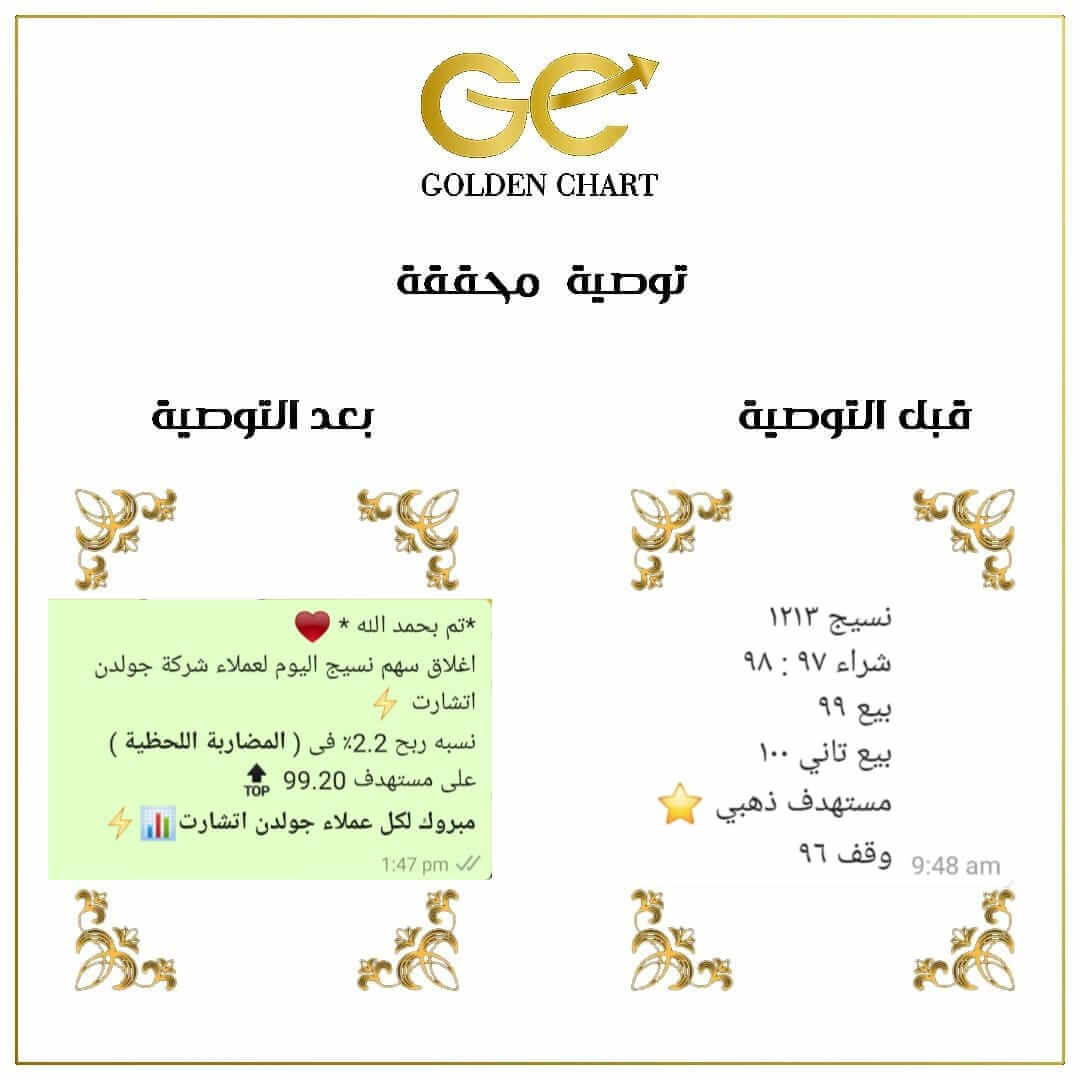 GC
GOLDEN CHART
توصية محققة
قبل التوصية
نسيج ١٢١٣
شراء ٩٧ : ٩٨
بيع ٩٩
بيع تاني ١٠٠
مستهدف ذهبي ⭐
وقف ٩٦
9:48 am
بعد التوصية
*تم بحمد الله * ❤️
اغلاق سهم نسيج اليوم لعملاء شركة جولدن
اتشارت ⚡
نسبه ربح 2.2٪ فى ( المضاربة اللحظية )
على مستهدف 99.20 🔝
مبروك لكل عملاء جولدن اتشارت 📊⚡
1:47 pm